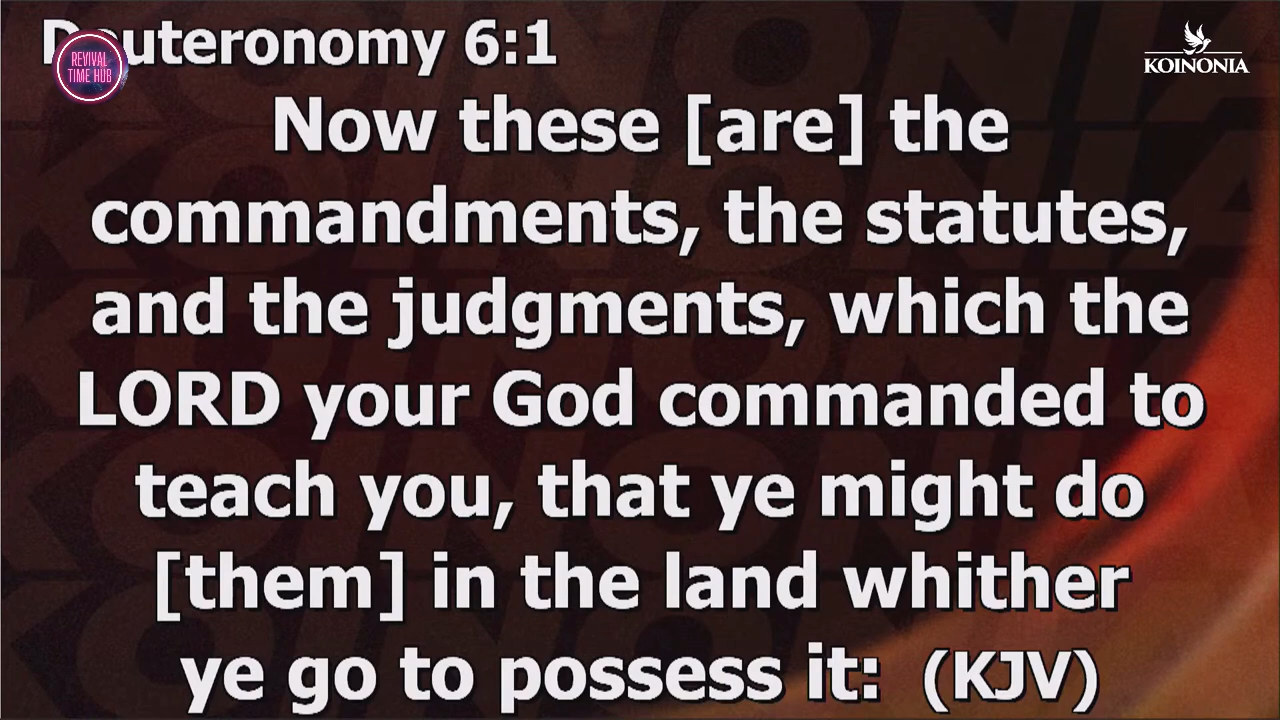 Deuteronomy 6:1
REVIVAL
TIME HUB
KOINONIA
Now these [are] the
commandments, the statutes,
and the judgments, which the
LORD your God commanded to
teach you, that ye might do
[them] in the land whither
ye go to possess it: (KJV)